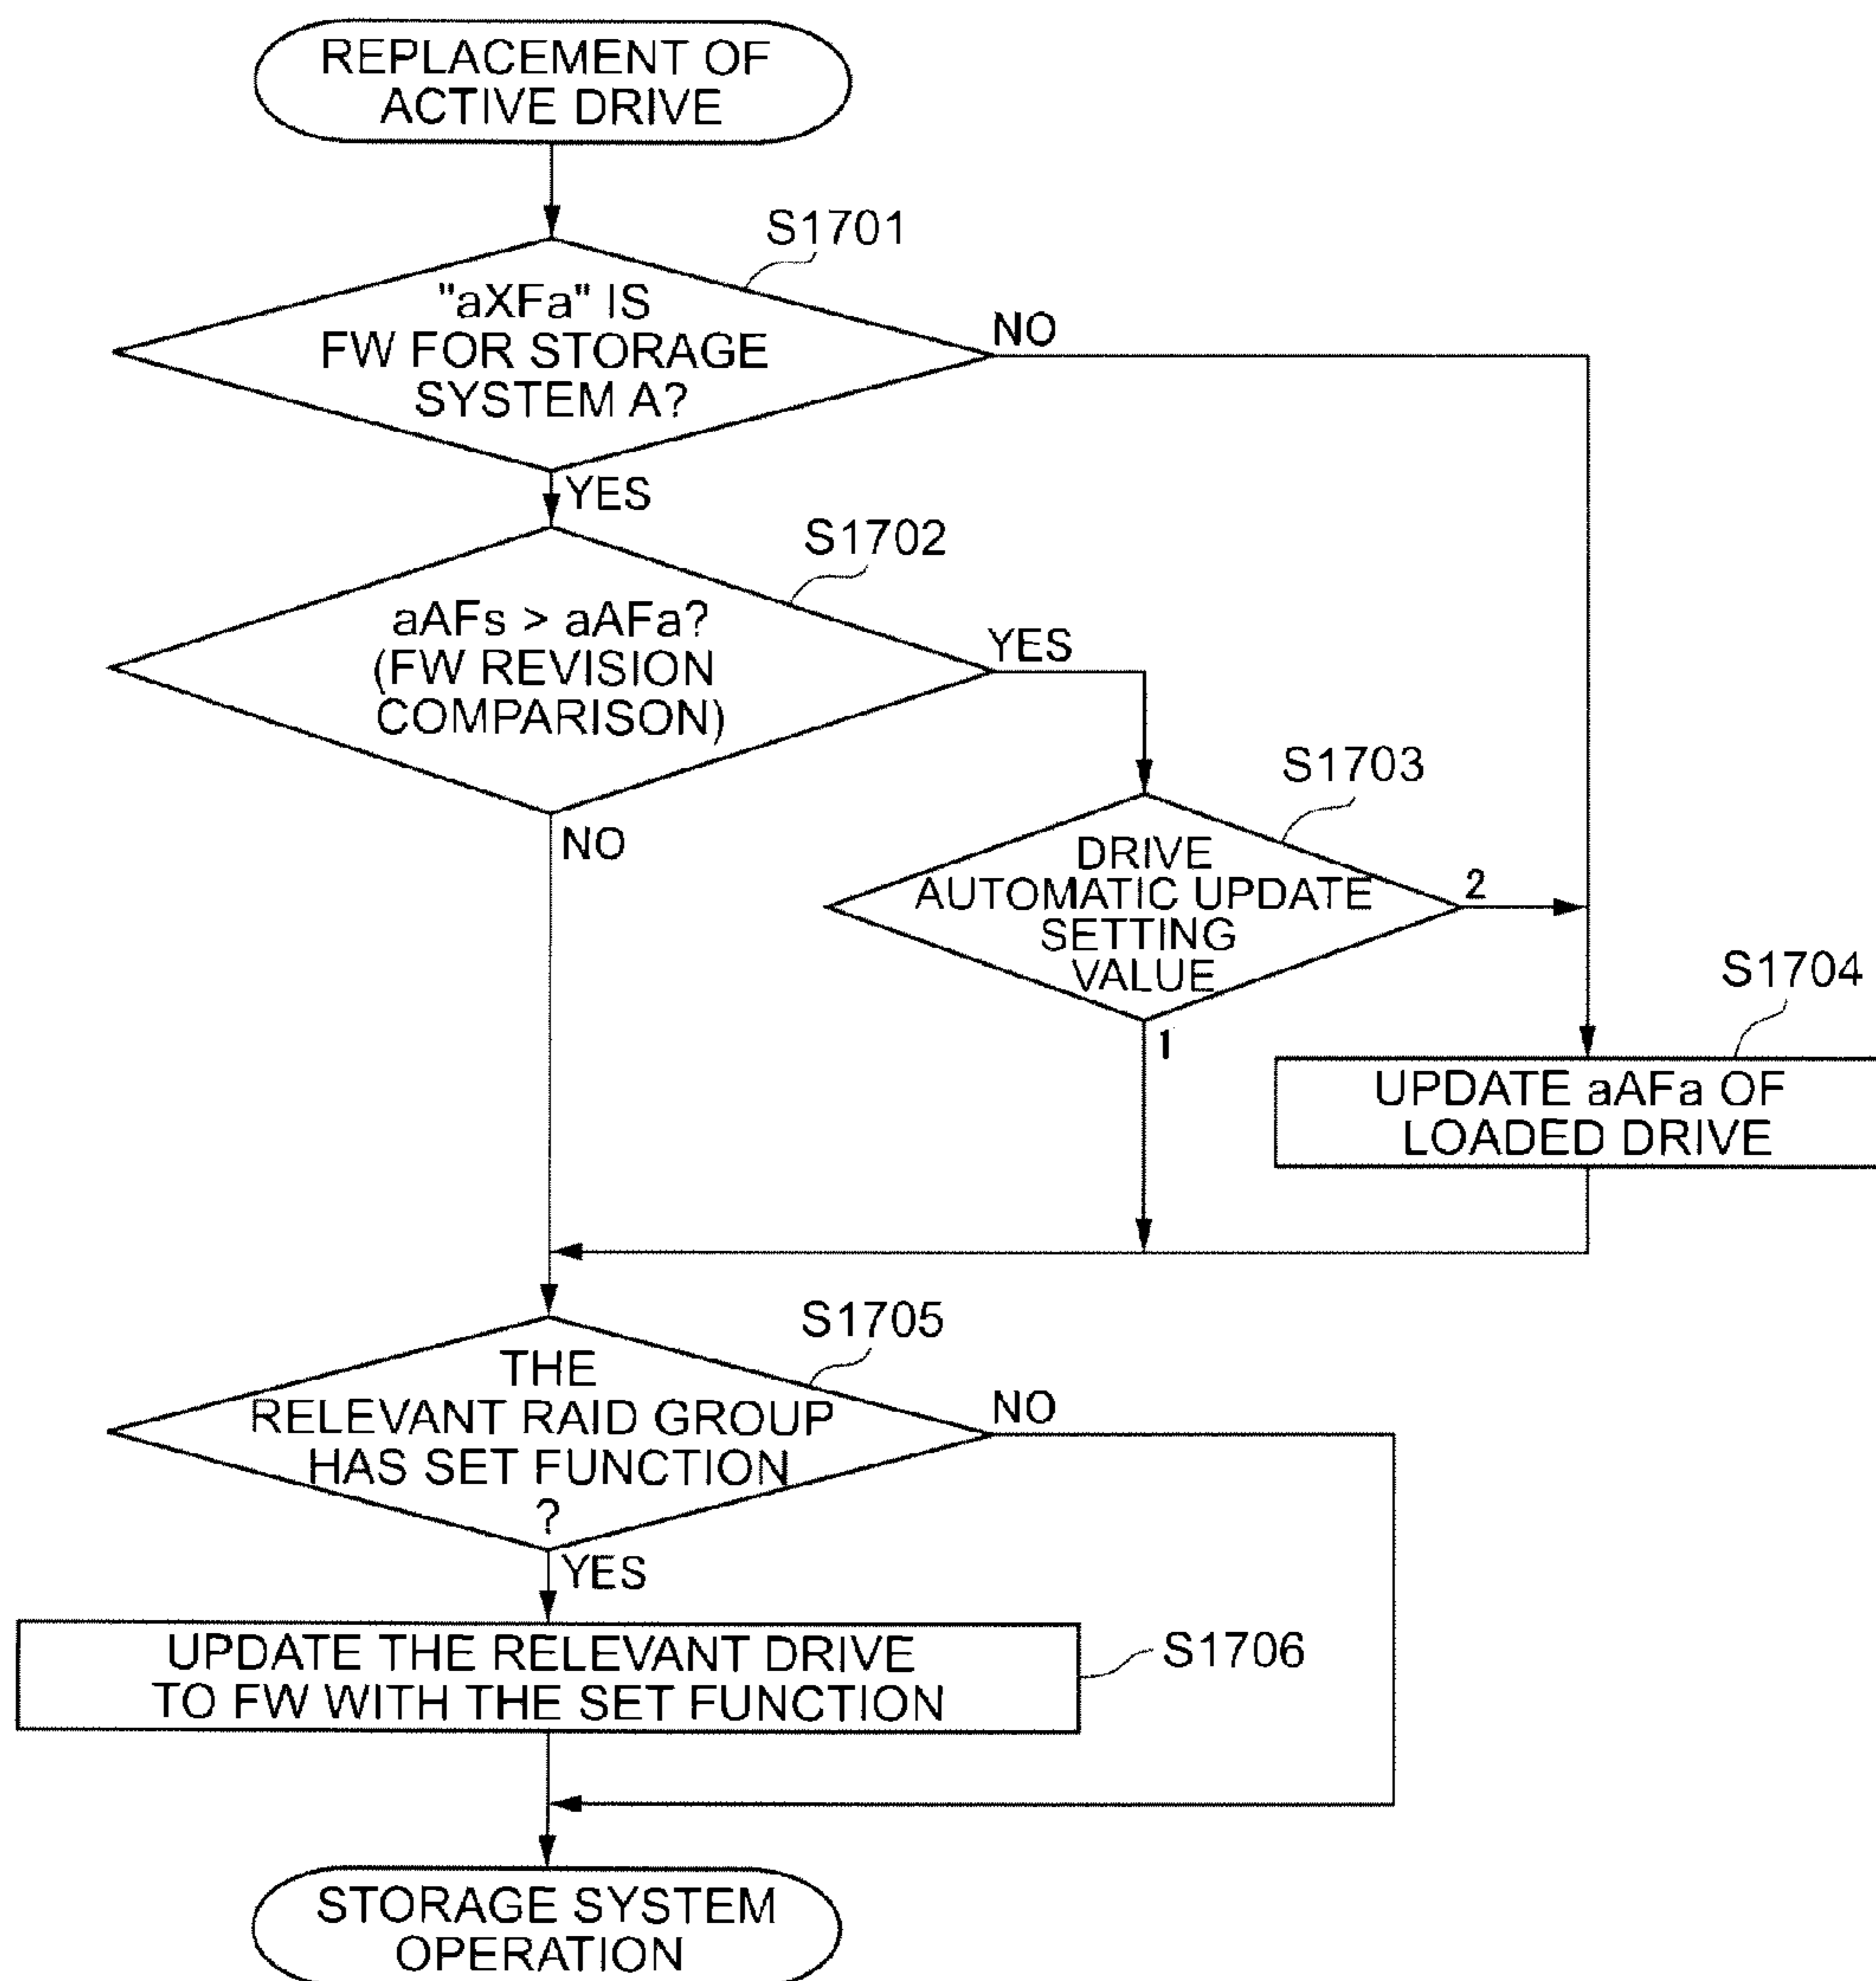 REPLACEMENT OF
ACTIVE DRIVE
S1701
"aXFa" IS
FW FOR STORAGE
SYSTEM A?
NO
YES
S1702
aAFs > aAFa?
(FW REVISION
COMPARISON)
YES
NO
S1703
DRIVE
AUTOMATIC UPDATE
SETTING
VALUE
2
1
S1704
UPDATE aAFa OF
LOADED DRIVE
S1705
THE
RELEVANT RAID GROUP
HAS SET FUNCTION
?
NO
YES
UPDATE THE RELEVANT DRIVE
TO FW WITH THE SET FUNCTION
S1706
STORAGE SYSTEM
OPERATION